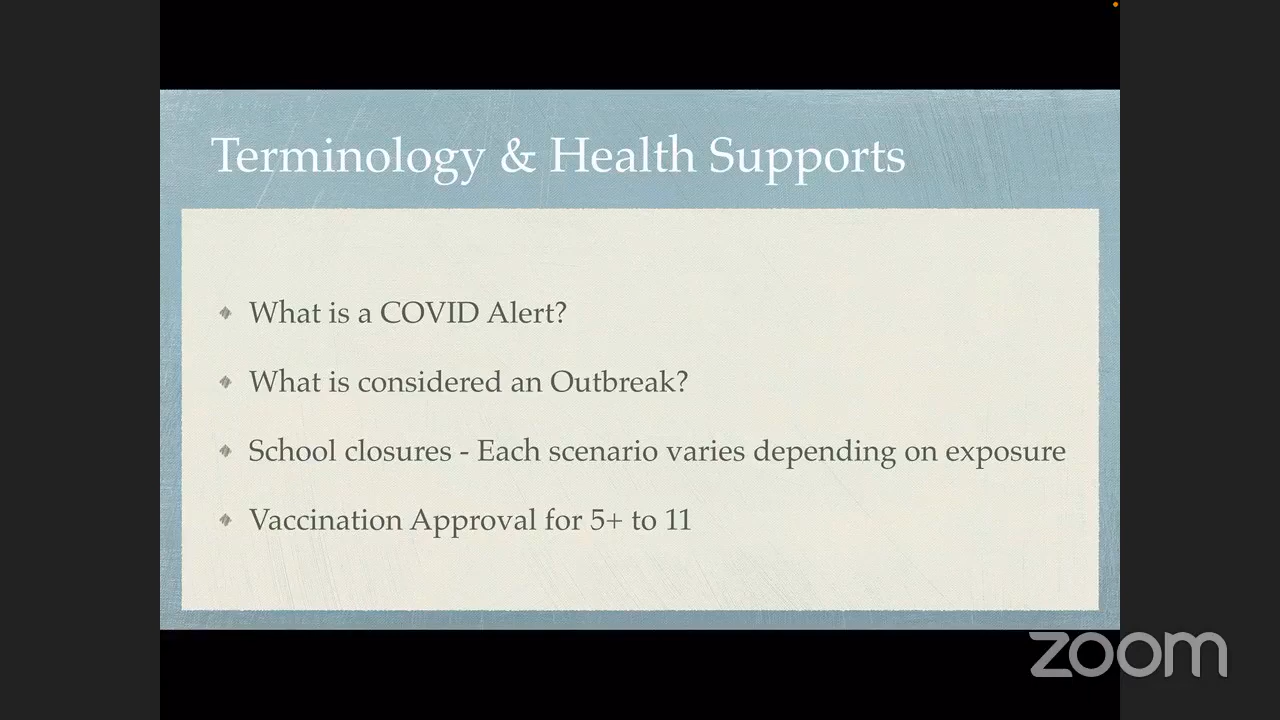 Terminology & Health Supports
What is a COVID Alert?
What is considered an Outbreak?
School closures - Each scenario varies depending on exposure
Vaccination Approval for 5+ to 11
zoom